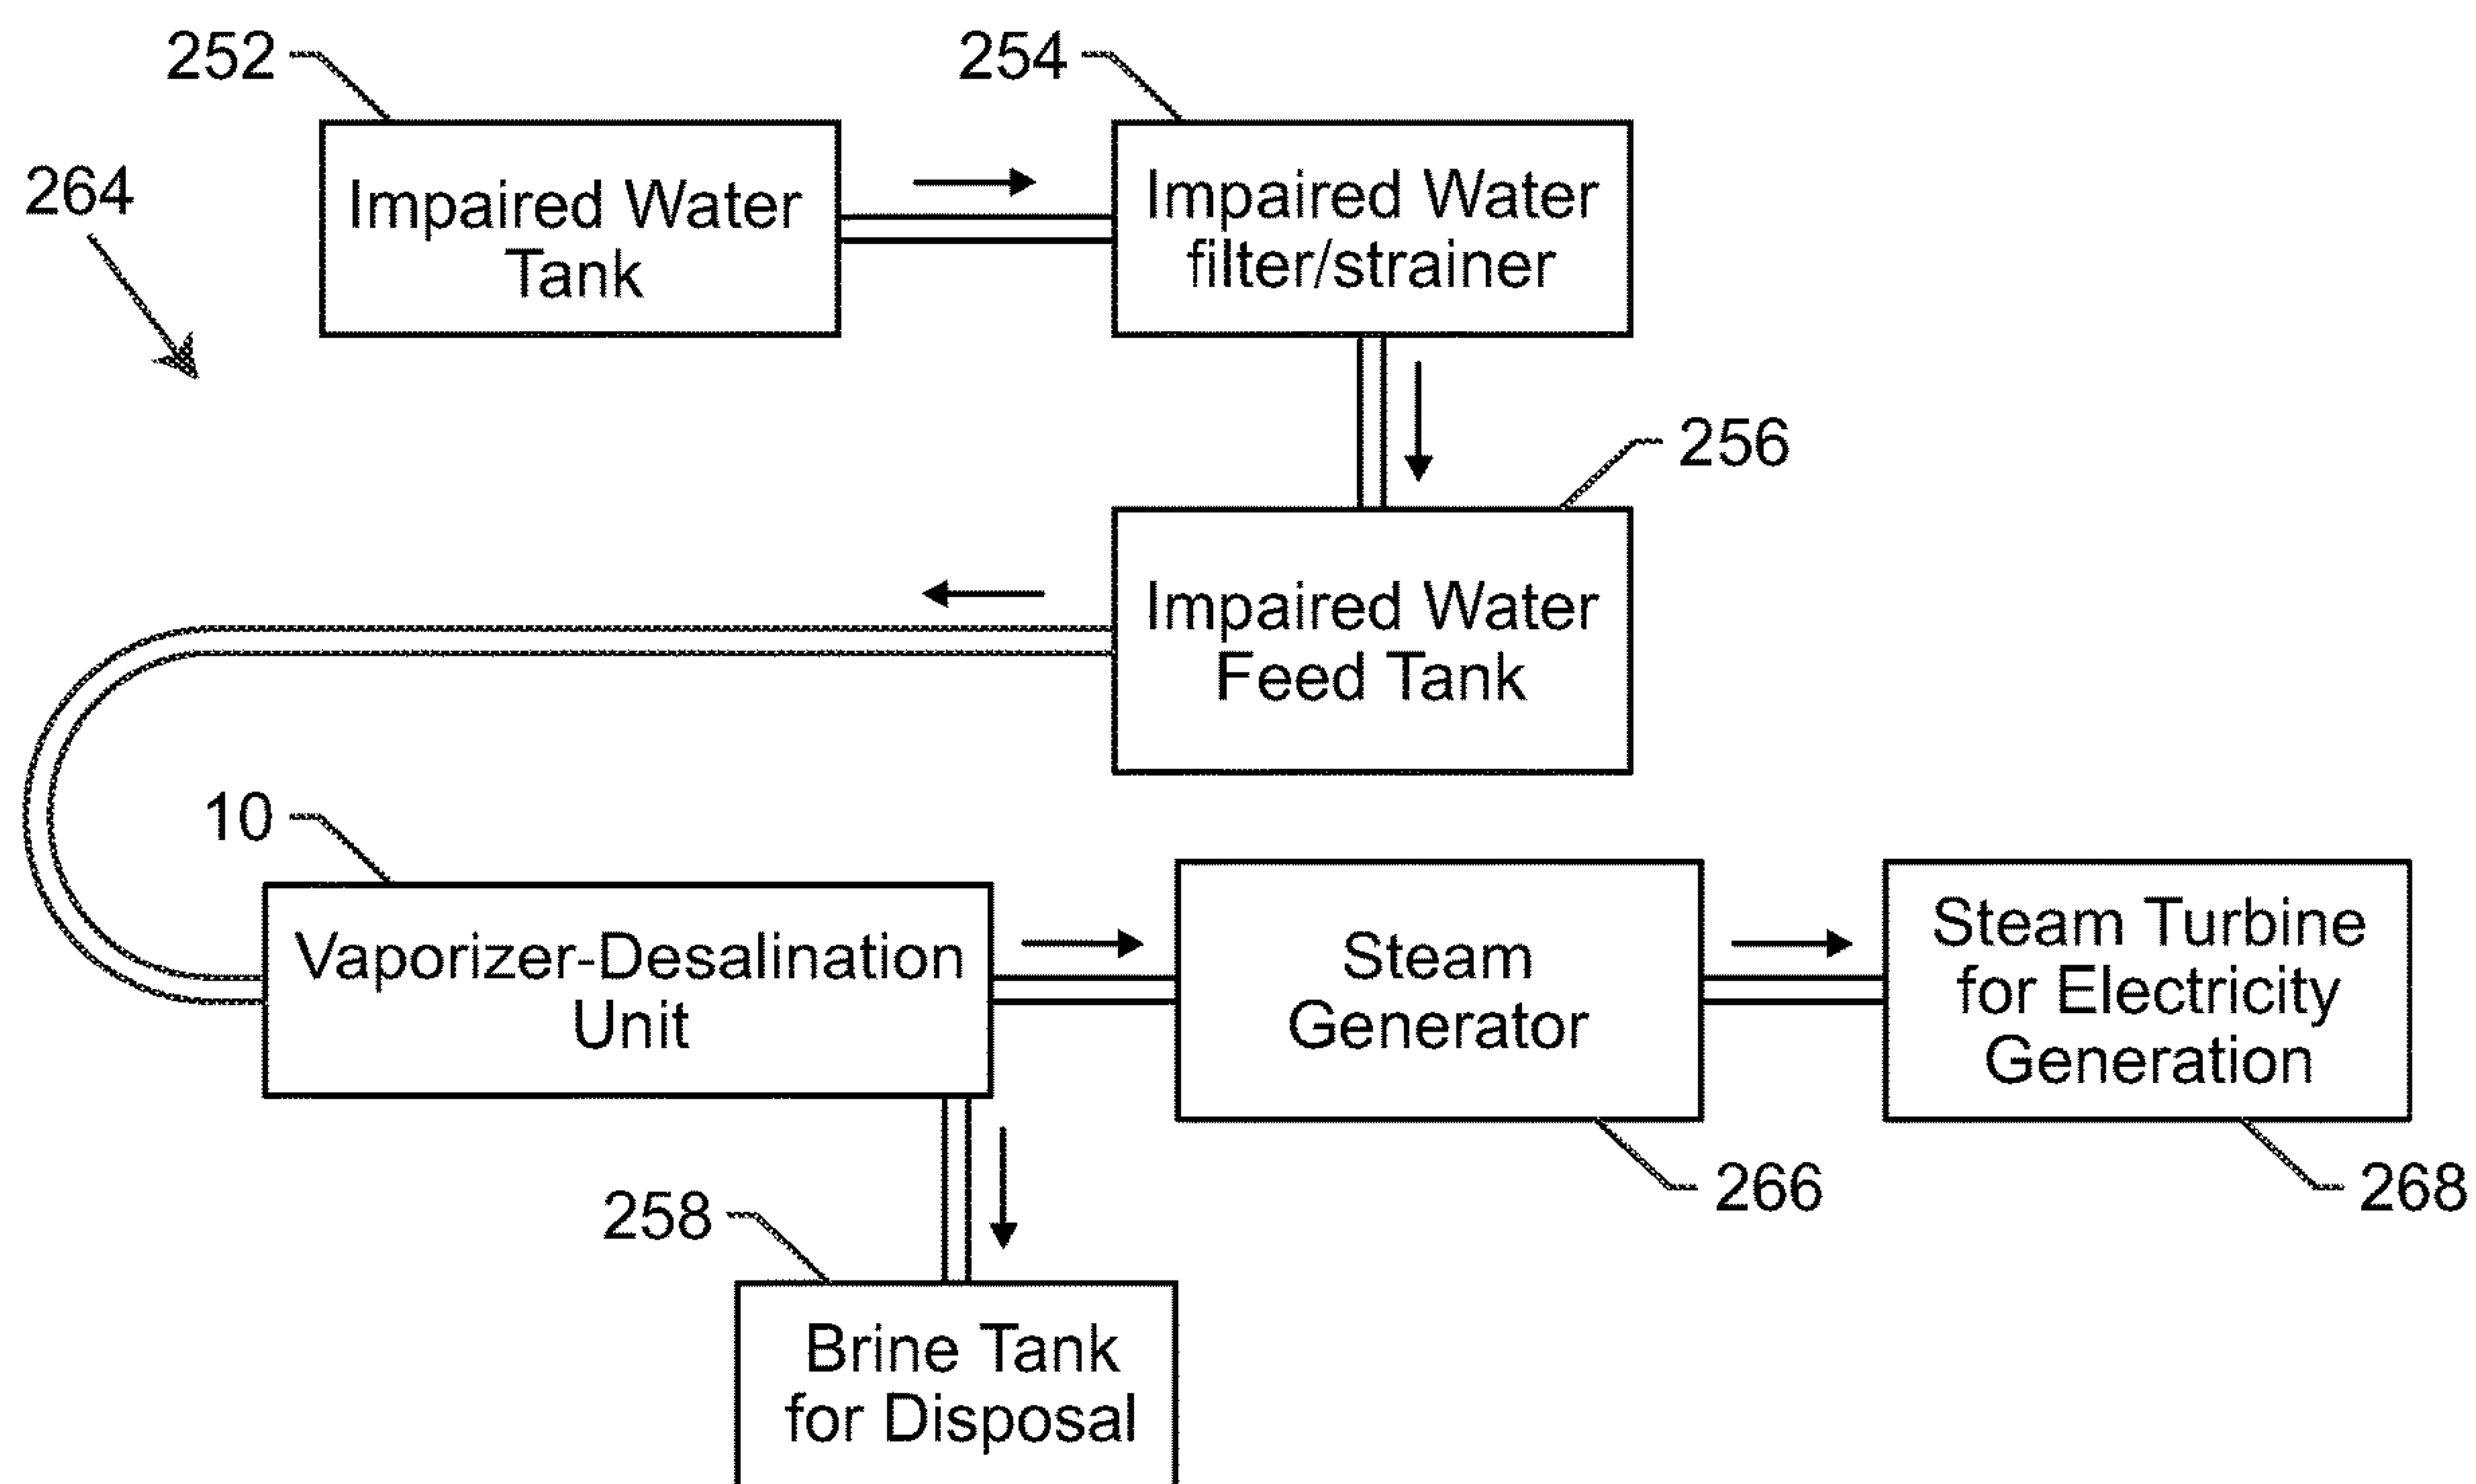 252
254
264
Impaired Water
Tank
Impaired Water
filter/strainer
256
Impaired Water
Feed Tank
10
Vaporizer-Desalination
Unit
Steam
Generator
Steam Turbine
for Electricity
Generation
258
266
268
Brine Tank
for Disposal